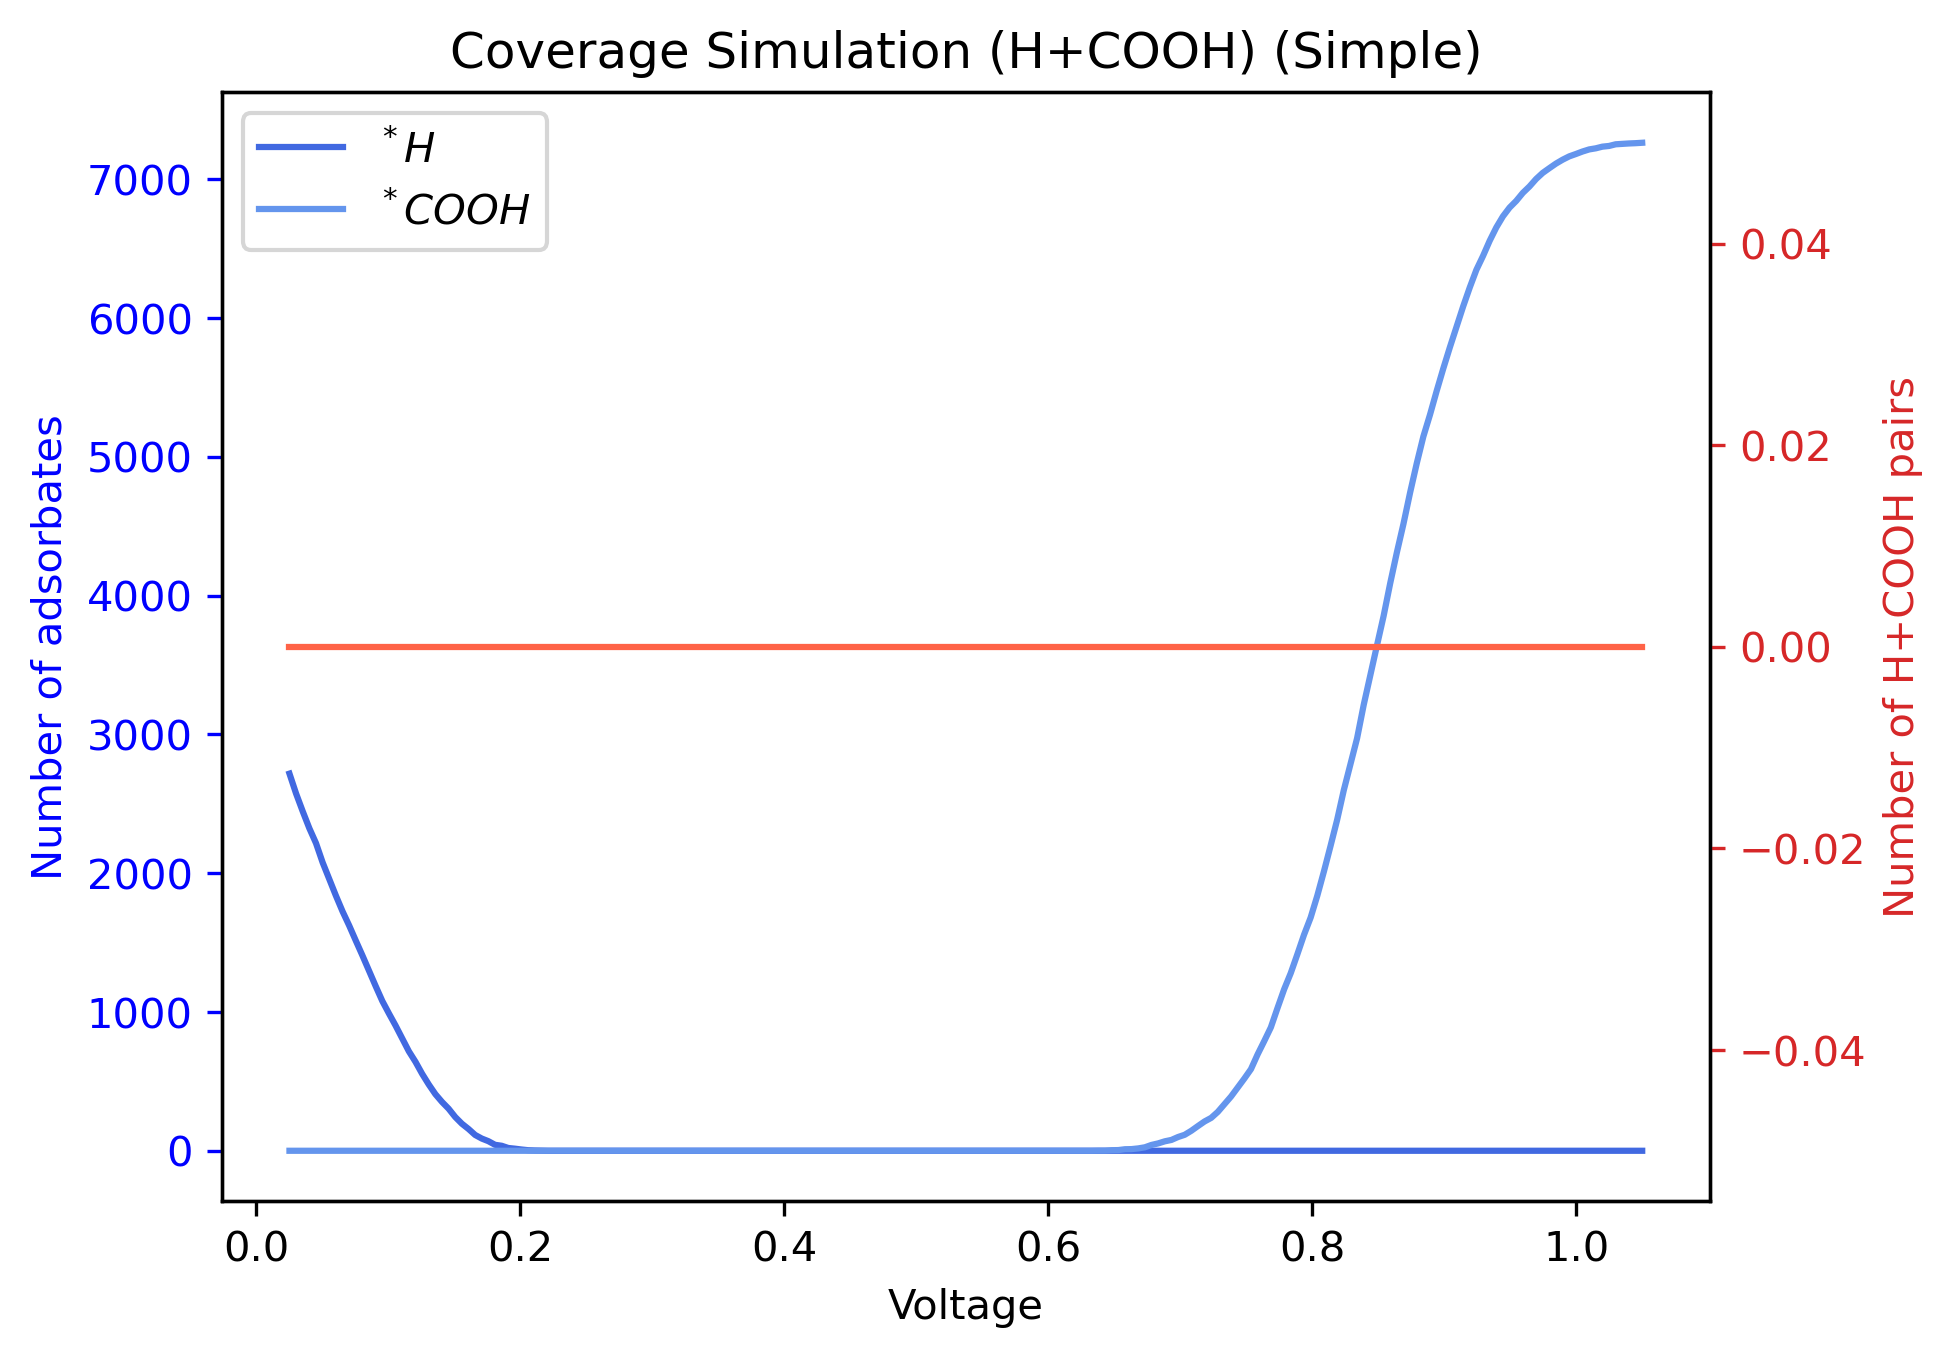 Coverage Simulation (H+COOH) (Simple)
*H
*COOH
Number of adsorbates
7000
6000
5000
4000
3000
2000
1000
0
0.04
0.02
0.00
−0.02
−0.04
Number of H+COOH pairs
0.0 0.2 0.4 0.6 0.8 1.0
Voltage